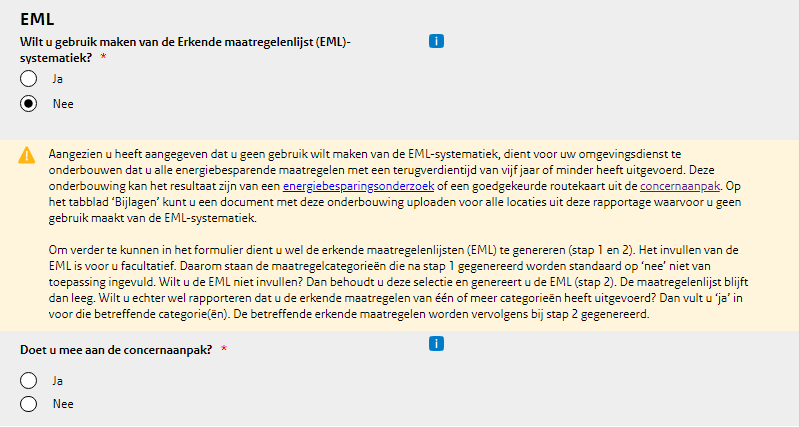 EML
Wilt u gebruik maken van de Erkende maatregelenlijst (EML)-
systematiek? *
i
Ja
Nee
Aangezien u heeft aangegeven dat u geen gebruik wilt maken van de EML-systematiek, dient voor uw omgevingsdienst te
onderbouwen dat u alle energiebesparende maatregelen met een terugverdientijd van vijf jaar of minder heeft uitgevoerd. Deze
onderbouwing kan het resultaat zijn van een energiebesparingsonderzoek of een goedgekeurde routekaart uit de concernaanpak. Op
het tabblad ‘Bijlagen’ kunt u een document met deze onderbouwing uploaden voor alle locaties uit deze rapportage waarvoor u geen
gebruik maakt van de EML-systematiek.
Om verder te kunnen in het formulier dient u wel de erkende maatregelenlijsten (EML) te genereren (stap 1 en 2). Het invullen van de
EML is voor u facultatief. Daarom staan de maatregelcategorieën die na stap 1 gegenereerd worden standaard op ‘nee’ niet van
toepassing ingevuld. Wilt u de EML niet invullen? Dan behoudt u deze selectie en genereert u de EML (stap 2). De maatregelenlijst blijft
dan leeg. Wilt u echter wel rapporteren dat u de erkende maatregelen van één of meer categorieën heeft uitgevoerd? Dan vult u ‘ja’ in
voor die betreffende categorie(ën). De betreffende erkende maatregelen worden vervolgens bij stap 2 gegenereerd.
Doet u mee aan de concernaanpak? *
i
Ja
Nee